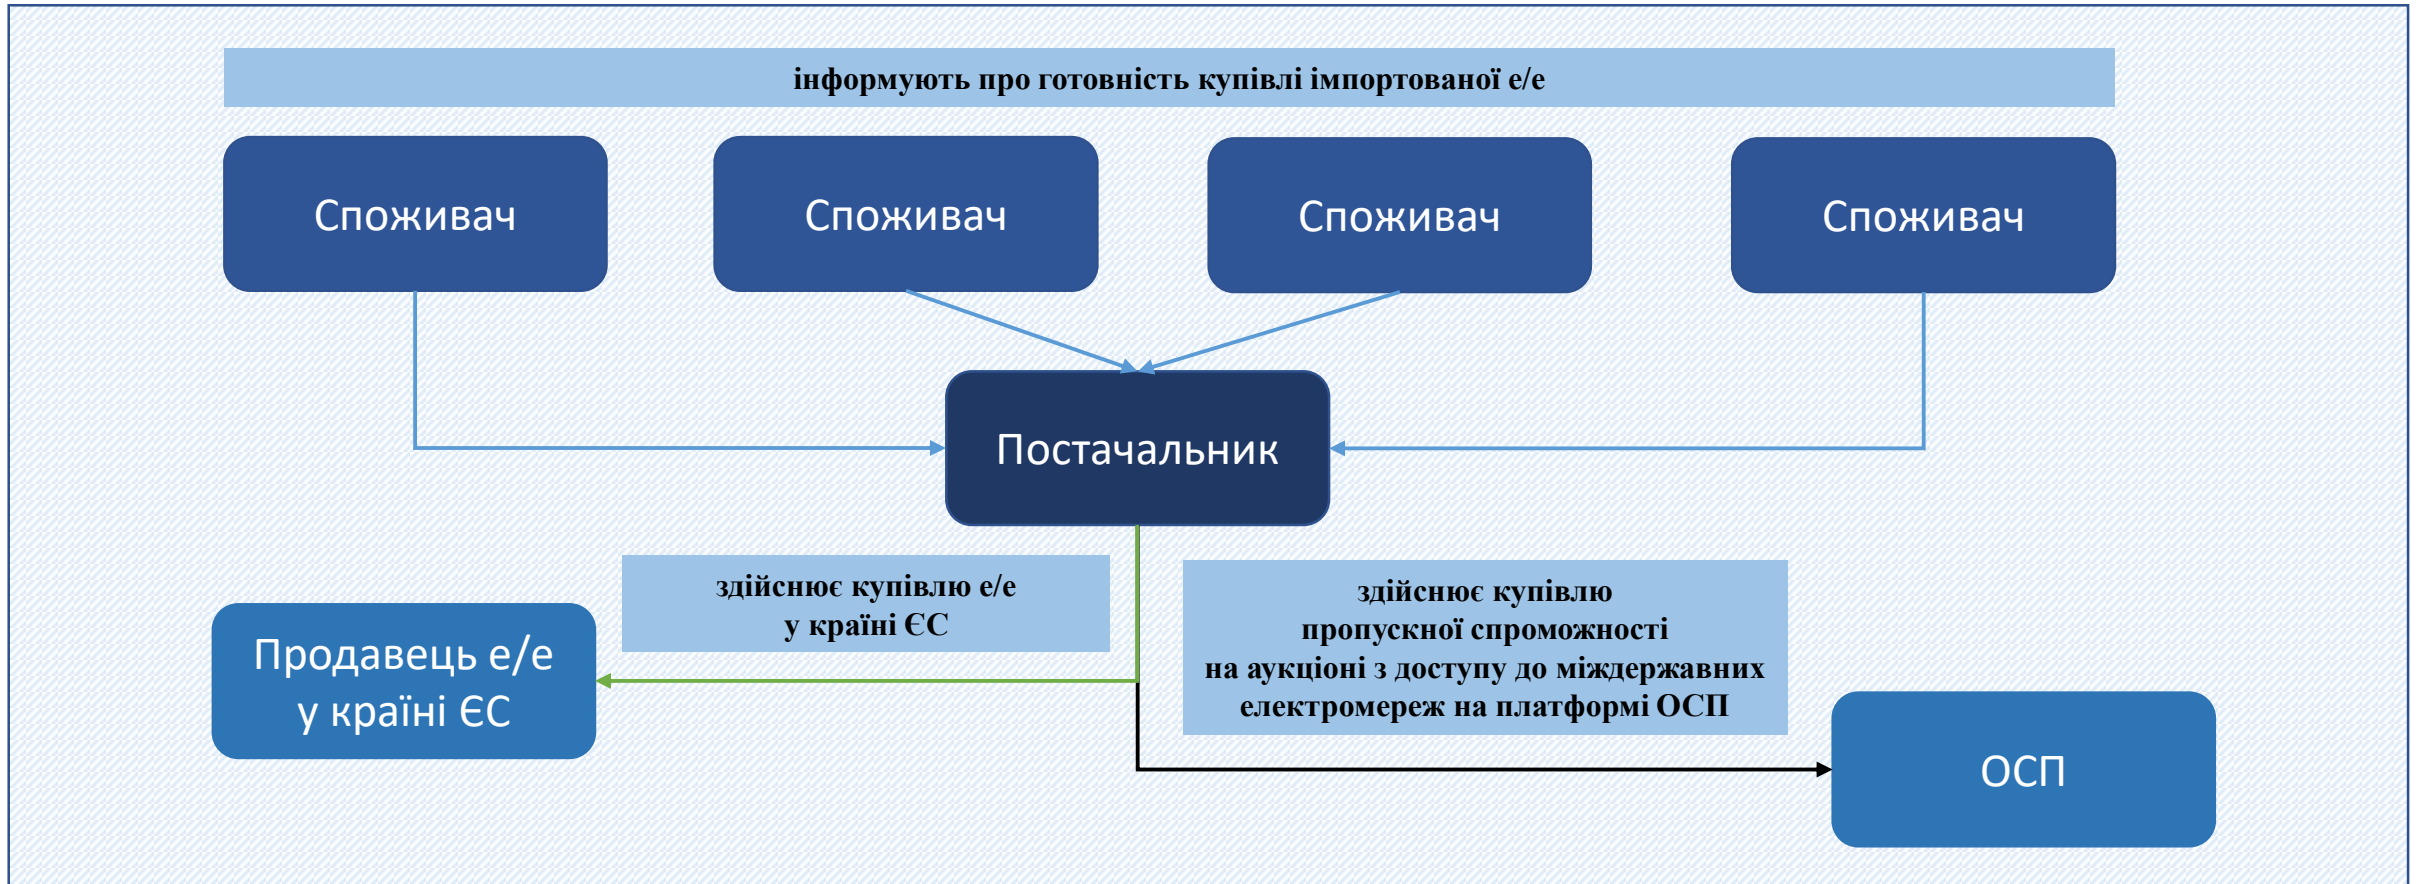 інформують про готовність купівлі імпортованої е/е
Споживач
Споживач
Споживач
Споживач
Постачальник
здійснює купівлю е/е
у країні ЄС
здійснює купівлю
пропускної спроможності
на аукціоні з доступу до міждержавних
електромереж на платформі ОСП
Продавець е/е
у країні ЄС
ОСП